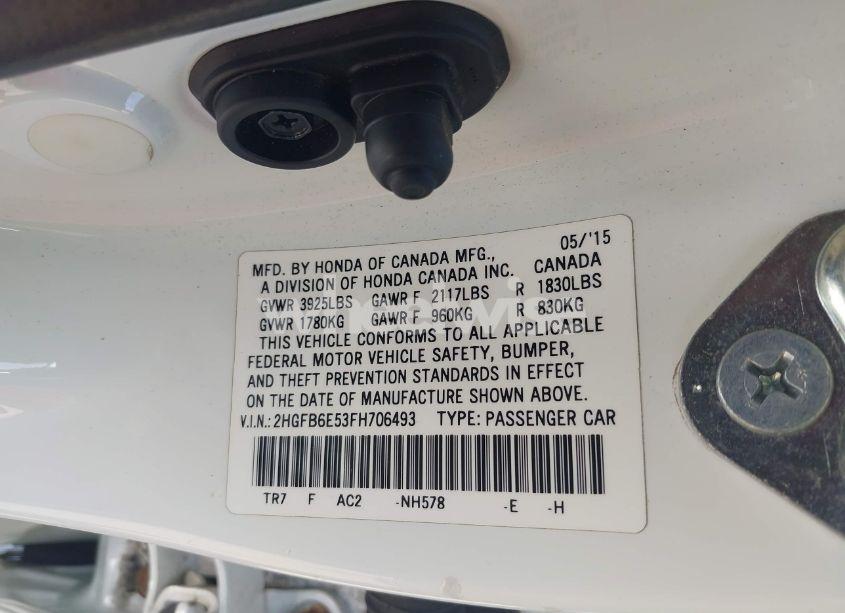 MFD. BY HONDA OF CANADA MFG., 05/'15
A DIVISION OF HONDA CANADA INC. CANADA
GVWR 3925LBS GAWR F 2117LBS R 1830LBS
GVWR 1780KG GAWR F 960KG R 830KG
THIS VEHICLE CONFORMS TO ALL APPLICABLE
FEDERAL MOTOR VEHICLE SAFETY, BUMPER,
AND THEFT PREVENTION STANDARDS IN EFFECT
ON THE DATE OF MANUFACTURE SHOWN ABOVE.
V.I.N.: 2HGFB6E53FH706493 TYPE: PASSENGER CAR
TR7 F AC2 -NH578 -E -H